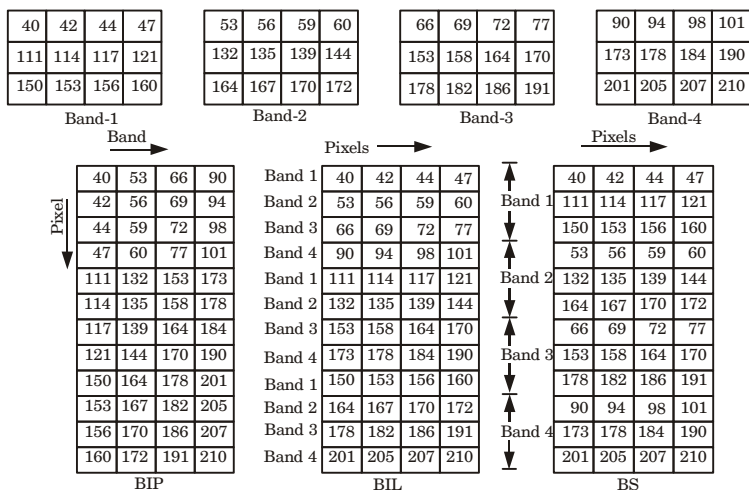 40 42 44 47 53 56 59 60 66 69 72 77 90 94 98 101
111 114 117 121 132 135 139 144 153 158 164 170 173 178 184 190
150 153 156 160 164 167 170 172 178 182 186 191 201 205 207 210
Band-1 Band-2 Band-3 Band-4
Band Pixels Pixels
Pixel
40 53 66 90 Band 1 40 42 44 47 40 42 44 47
42 56 69 94 Band 2 53 56 59 60 Band 1 111 114 117 121
44 59 72 98 Band 3 66 69 72 77 150 153 156 160
47 60 77 101 Band 4 90 94 98 101 53 56 59 60
111 132 153 173 Band 1 111 114 117 121 Band 2 132 135 139 144
114 135 158 178 Band 2 132 135 139 144 164 167 170 172
117 139 164 184 Band 3 153 158 164 170 66 69 72 77
121 144 170 190 Band 4 173 178 184 190 Band 3 153 158 164 170
150 164 178 201 Band 1 150 153 156 160 178 182 186 191
153 167 182 205 Band 2 164 167 170 172 90 94 98 101
156 170 186 207 Band 3 178 182 186 191 Band 4 173 178 184 190
160 172 191 210 Band 4 201 205 207 210 201 205 207 210
BIP BIL BS